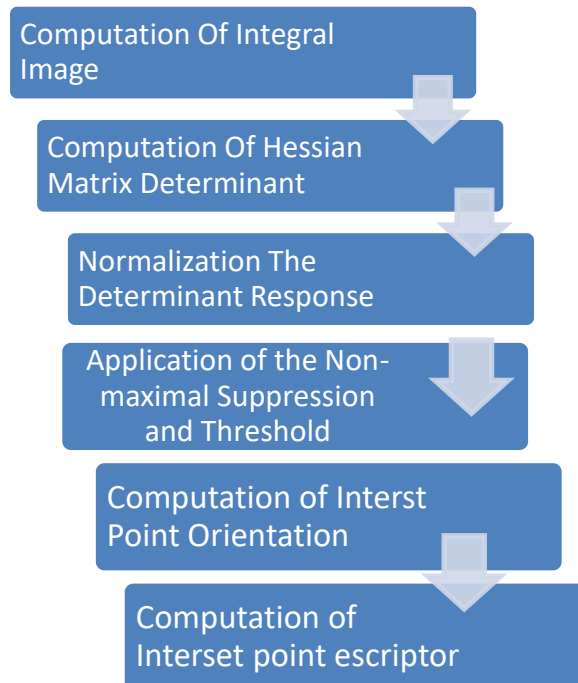 Computation Of Integral
Image
Computation Of Hessian
Matrix Determinant
Normalization The
Determinant Response
Application of the Non-
maximal Suppression
and Threshold
Computation of Interst
Point Orientation
Computation of
Interset point escriptor